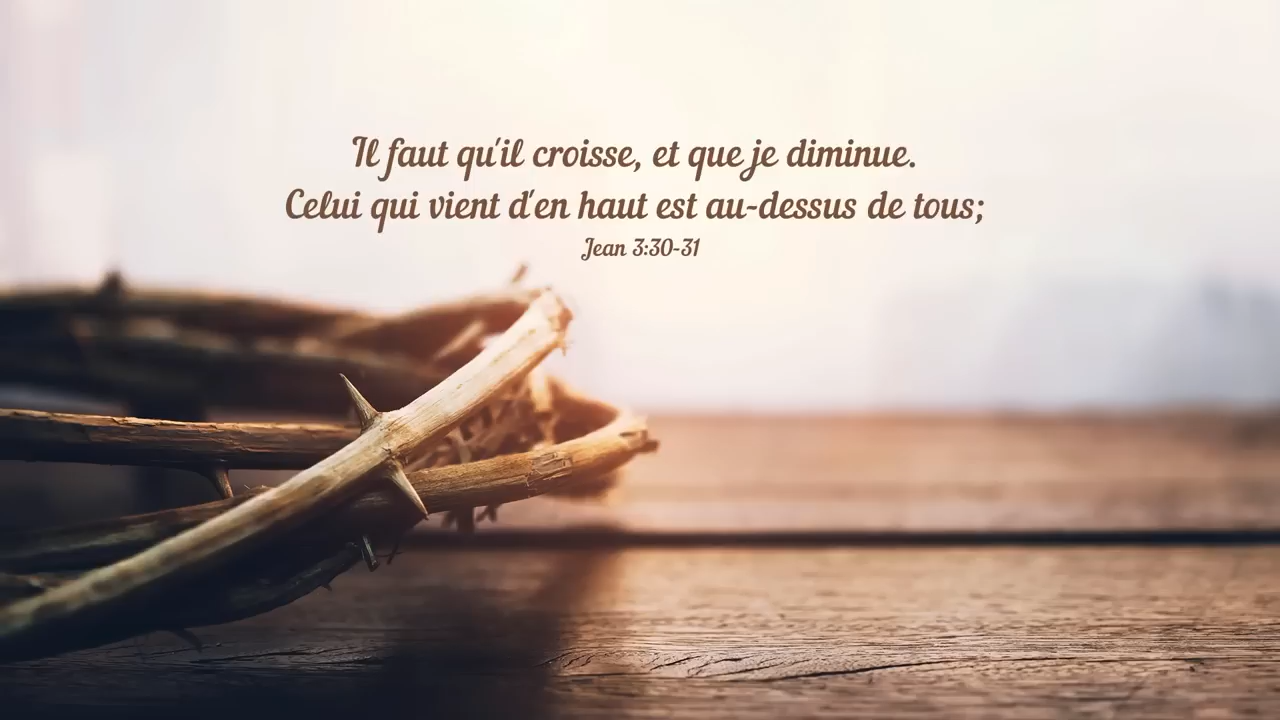 Il faut qu'il croisse, et que je diminue.
Celui qui vient d'en haut est au-dessus de tous;
Jean 3:30-31